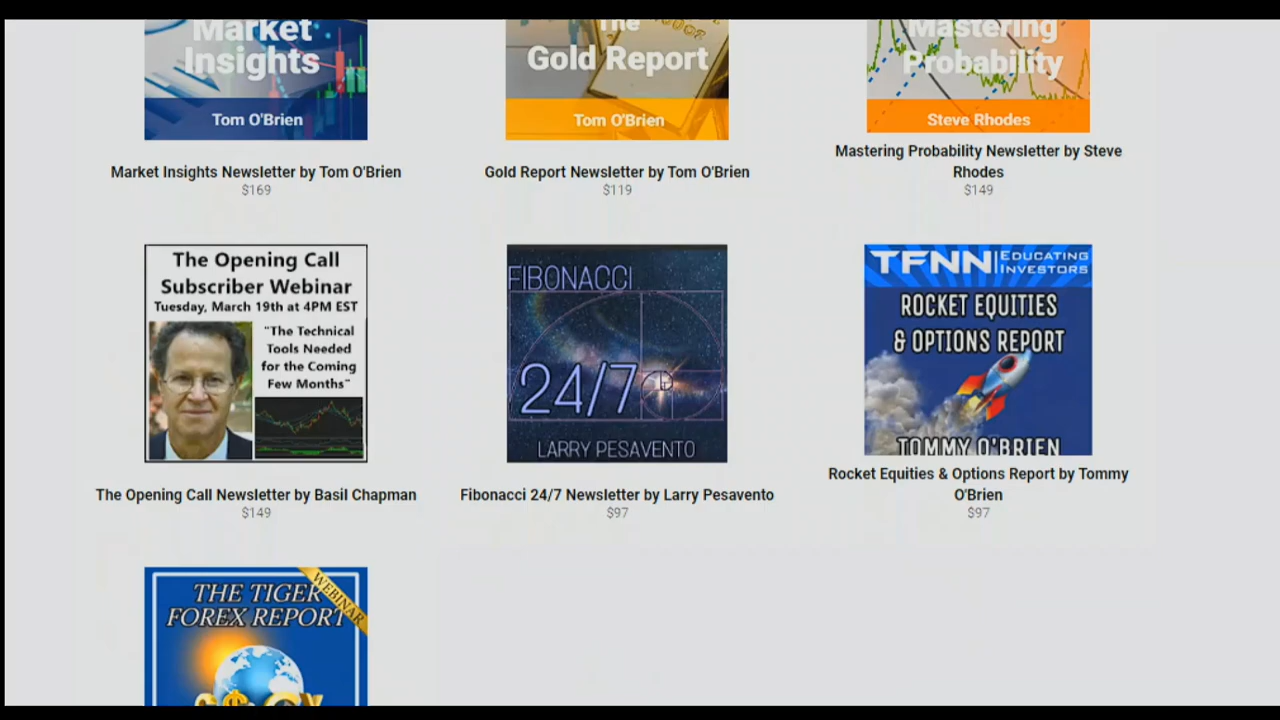 Market
Insights
Tom O'Brien
Market Insights Newsletter by Tom O'Brien
$169
The
Gold Report
Tom O'Brien
Gold Report Newsletter by Tom O'Brien
$119
Mastering
Probability
Steve Rhodes
Mastering Probability Newsletter by Steve
Rhodes
$149
The Opening Call
Subscriber Webinar
Tuesday, March 19th at 4PM EST
"The Technical
Tools Needed
for the Coming
Few Months"
The Opening Call Newsletter by Basil Chapman
$149
FIBONACCI
24/7
LARRY PESAVENTO
Fibonacci 24/7 Newsletter by Larry Pesavento
$97
TFNN EDUCATING
INVESTORS
ROCKET EQUITIES
& OPTIONS REPORT
TOMMY O'BRIEN
Rocket Equities & Options Report by Tommy
O'Brien
$97
THE TIGER
FOREX REPORT
WEBINAR